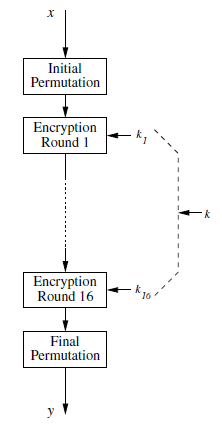 x
Initial
Permutation
Encryption
Round 1
k1
k
Encryption
Round 16
k16
Final
Permutation
y